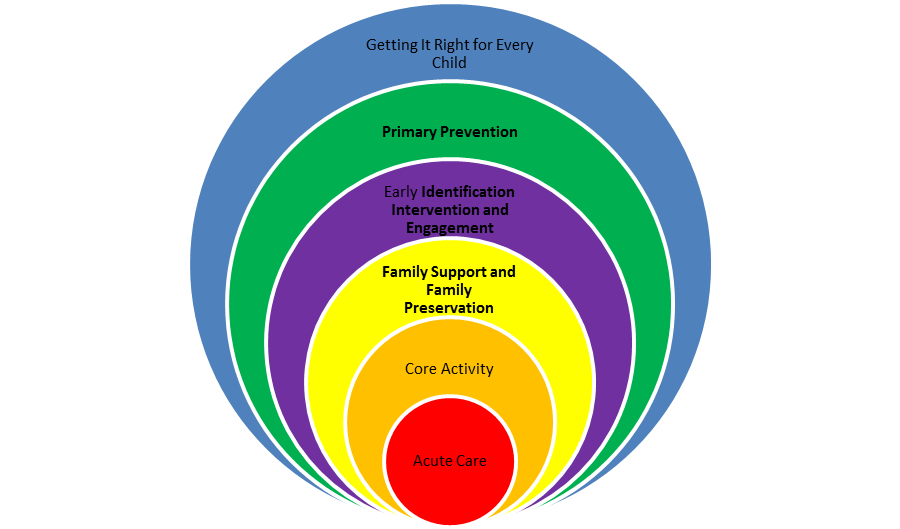 Getting It Right for Every
Child
Primary Prevention
Early Identification
Intervention and
Engagement
Family Support and
Family
Preservation
Core Activity
Acute Care